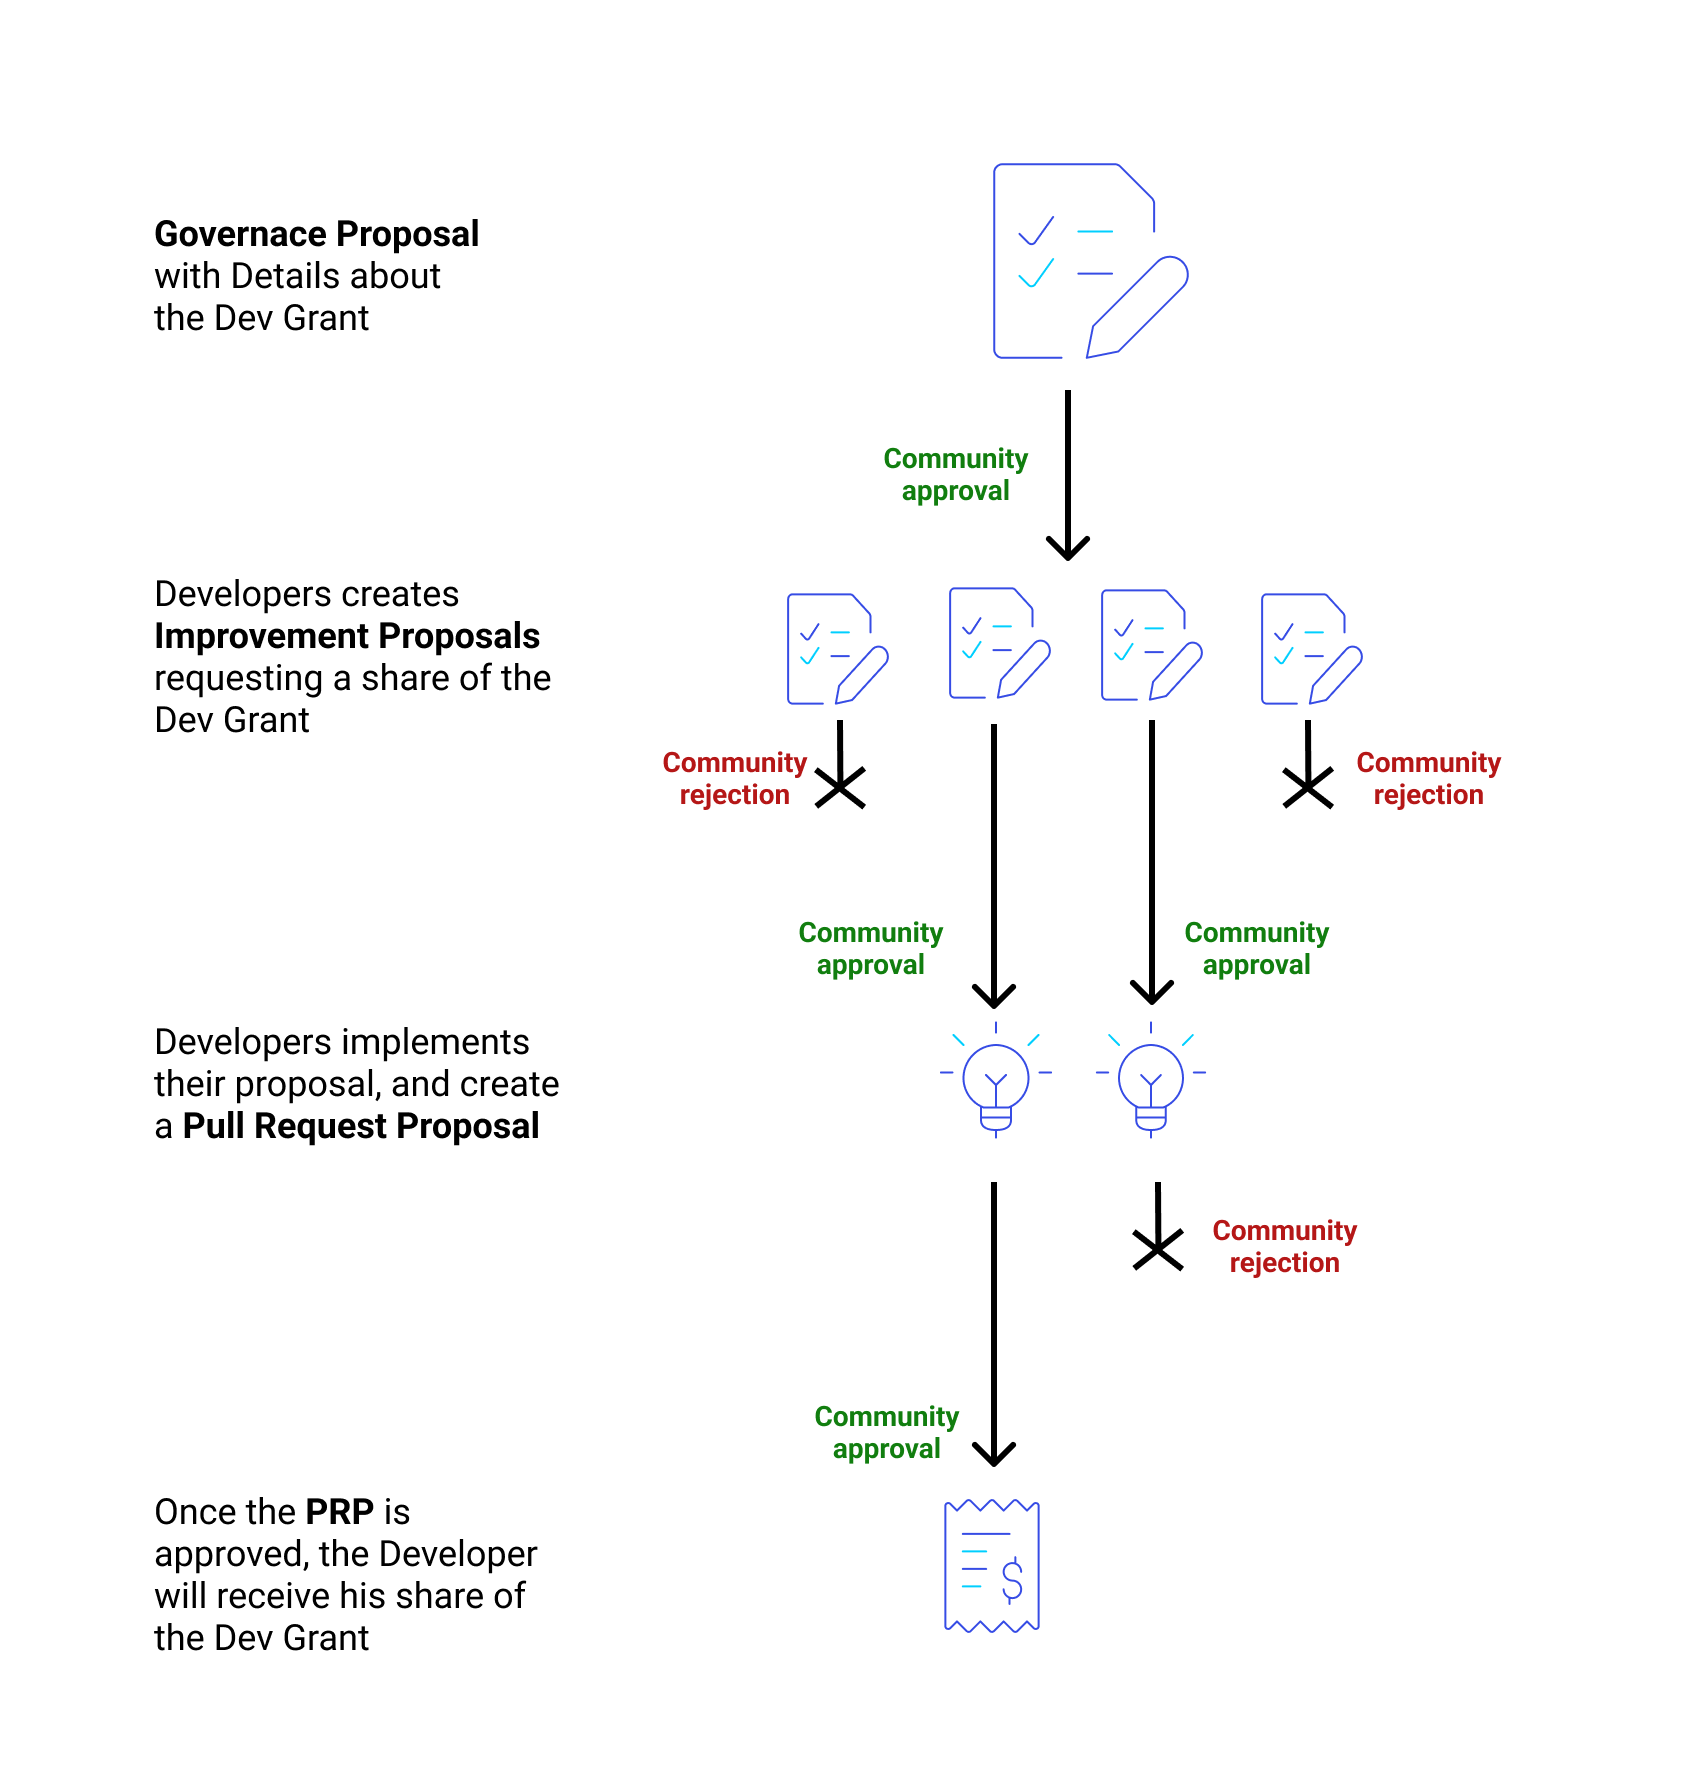 Governace Proposal
with Details about
the Dev Grant
Community
approval
Developers creates
Improvement Proposals
requesting a share of the
Dev Grant
Community
rejection
Community
rejection
Community
approval
Community
approval
Developers implements
their proposal, and create
a Pull Request Proposal
Community
rejection
Community
approval
Once the PRP is
approved, the Developer
will receive his share of
the Dev Grant
$